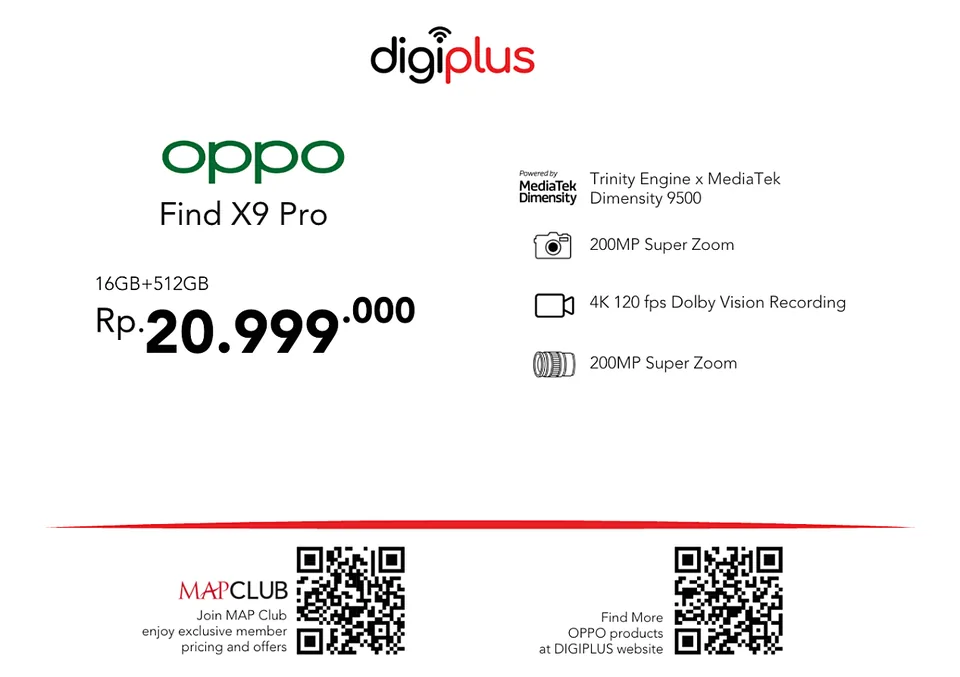 digiplus
oppo
Find X9 Pro
16GB+512GB
Rp.20.999.000
Powered by
MediaTek
Dimensity
Trinity Engine x MediaTek
Dimensity 9500
200MP Super Zoom
4K 120 fps Dolby Vision Recording
200MP Super Zoom
MAPCLUB
Join MAP Club
enjoy exclusive member
pricing and offers
Find More
OPPO products
at DIGIPLUS website